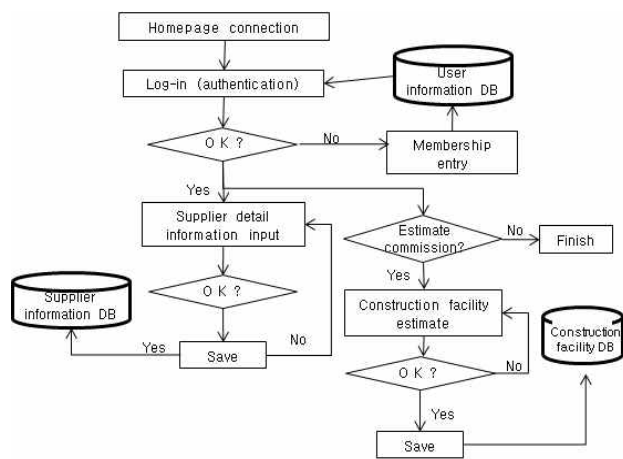 Homepage connection
Log-in (authentication)
User
information DB
O K ?
No
Membership
entry
Yes
Supplier detail
information input
Estimate
commission?
No
Finish
Supplier
information DB
O K ?
Yes
Construction facility
estimate
Construction
facility DB
Yes
Save
No
O K ?
No
Yes
Save